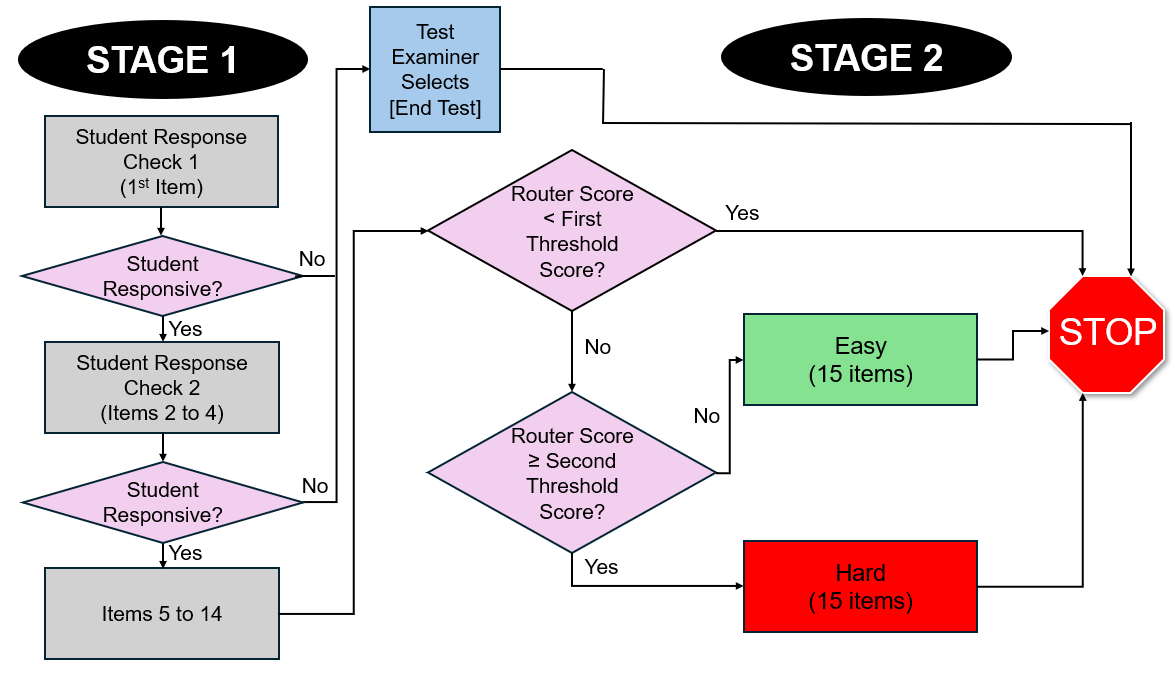 STAGE 1
Student Response
Check 1
(1st Item)
Student
Responsive?
No
Yes
Student Response
Check 2
(Items 2 to 4)
Student
Responsive?
No
Yes
Items 5 to 14
Test
Examiner
Selects
[End Test]
STAGE 2
Router Score
< First
Threshold
Score?
Yes
No
Router Score
≥ Second
Threshold
Score?
No
Yes
Easy
(15 items)
Hard
(15 items)
STOP